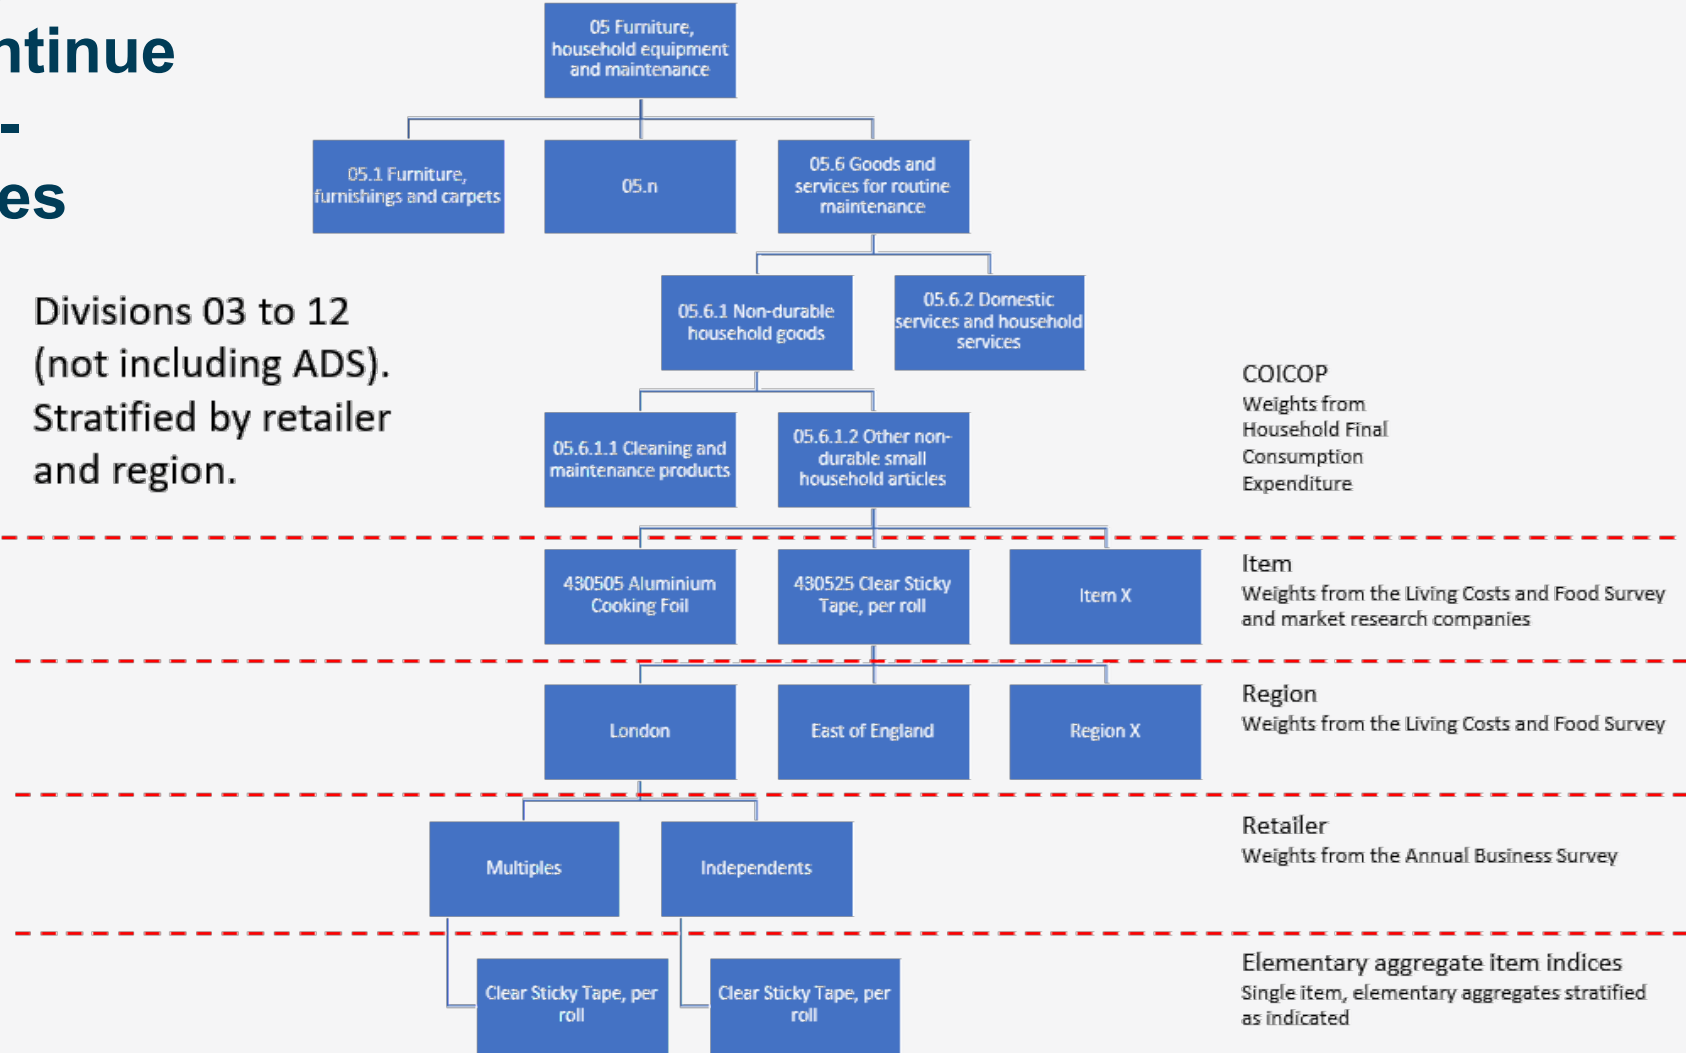 ntinue
-
es
Divisions 03 to 12
(not including ADS).
Stratified by retailer
and region.
05 Furniture,
household equipment
and maintenance
05.1 Furniture,
furnishings and carpets
05.n
05.6 Goods and
services for routine
maintenance
05.6.1 Non-durable
household goods
05.6.2 Domestic
services and household
services
05.6.1.1 Cleaning and
maintenance products
05.6.1.2 Other non-
durable small
household articles
COICOP
Weights from
Household Final
Consumption
Expenditure
430505 Aluminium
Cooking Foil
430525 Clear Sticky
Tape, per roll
Item X
Item
Weights from the Living Costs and Food Survey
and market research companies
London
East of England
Region X
Region
Weights from the Living Costs and Food Survey
Multiples
Independents
Retailer
Weights from the Annual Business Survey
Clear Sticky Tape, per
roll
Clear Sticky Tape, per
roll
Elementary aggregate item indices
Single item, elementary aggregates stratified
as indicated